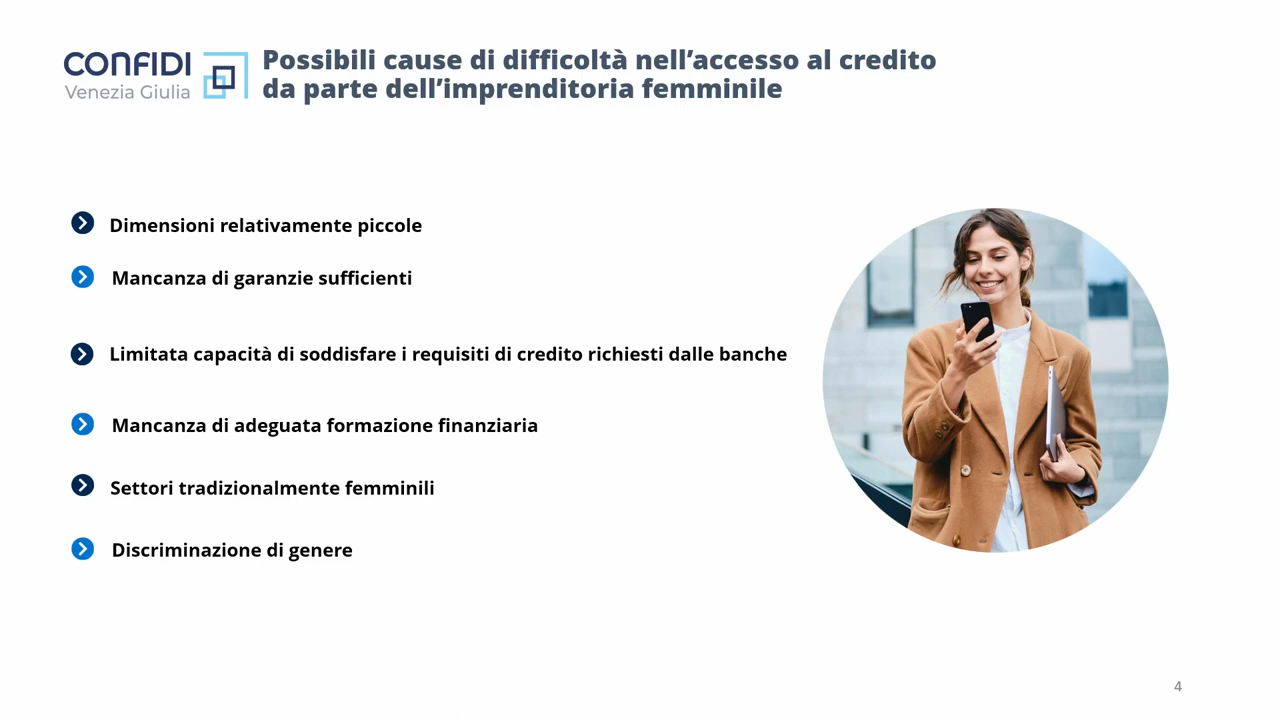 CONFIDI
Venezia Giulia
Possibili cause di difficoltà nell’accesso al credito
da parte dell’imprenditoria femminile
Dimensioni relativamente piccole
Mancanza di garanzie sufficienti
Limitata capacità di soddisfare i requisiti di credito richiesti dalle banche
Mancanza di adeguata formazione finanziaria
Settori tradizionalmente femminili
Discriminazione di genere
4